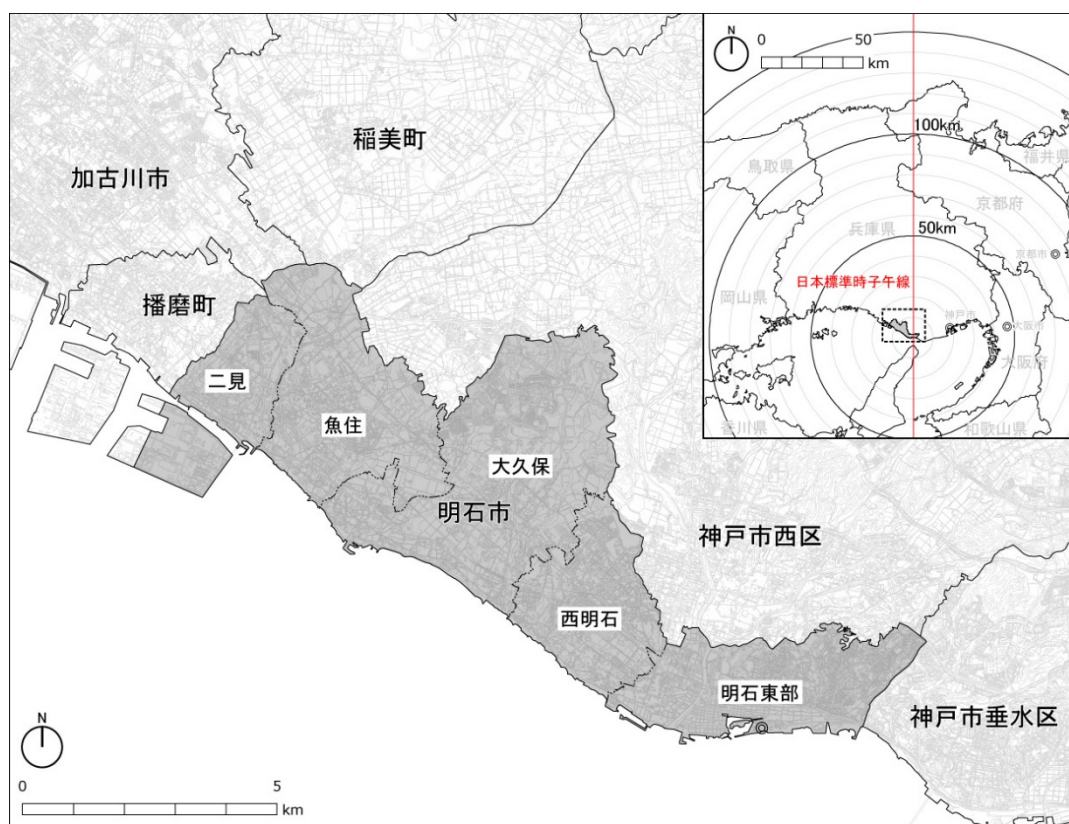 加古川市
稲美町
播磨町
二見
魚住
大久保
明石市
西明石
明石東部
神戸市西区
神戸市垂水区
N
0 5
km
N
0 50
km
100km
鳥取県
福井県
京都府
兵庫県
50km
京都市
日本標準時子午線
岡山県
神戸市
大阪市
大阪府
香川県
和歌山県